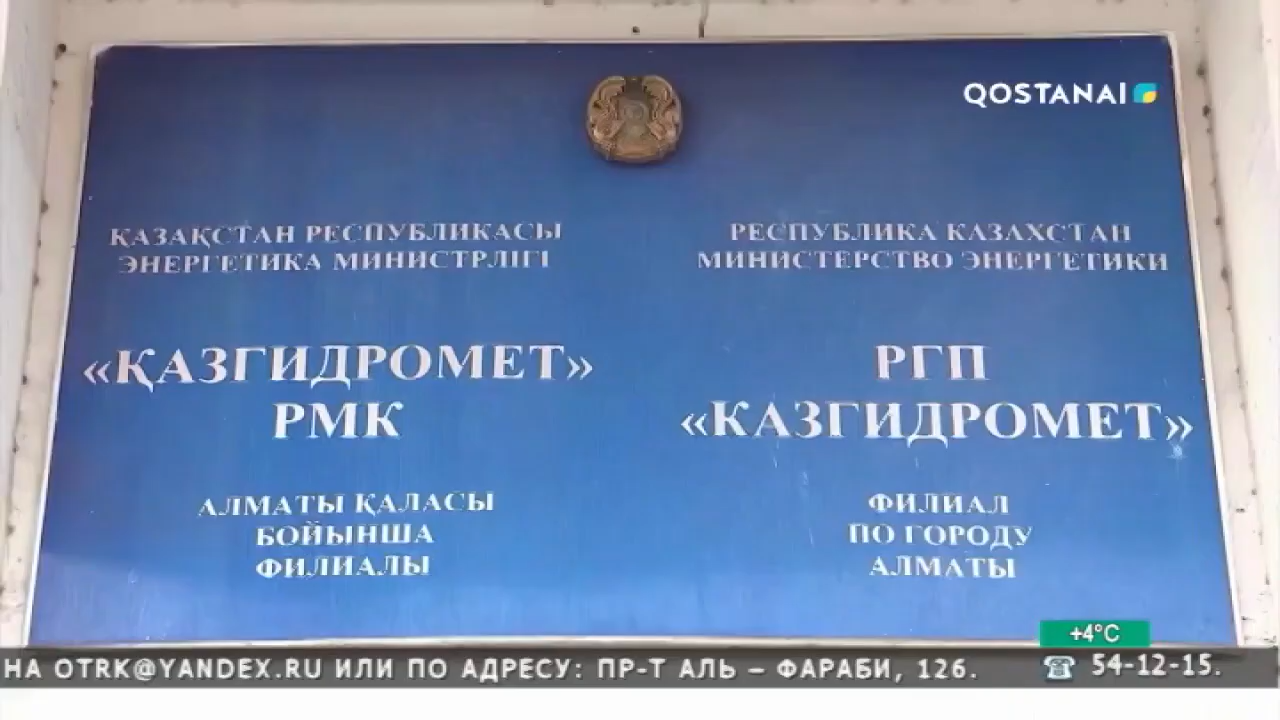 QOSTANAI
ҚАЗАҚСТАН РЕСПУБЛИКАСЫ
ЭНЕРГЕТИКА МИНИСТРЛІГІ
«ҚАЗГИДРОМЕТ»
РМК
АЛМАТЫ ҚАЛАСЫ
БОЙЫНША
ФИЛИАЛЫ
РЕСПУБЛИКА КАЗАХСТАН
МИНИСТЕРСТВО ЭНЕРГЕТИКИ
РГП
«КАЗГИДРОМЕТ»
ФИЛИАЛ
ПО ГОРОДУ
АЛМАТЫ
+4°C
НА OTRK@YANDEX.RU ИЛИ ПО АДРЕСУ: ПР-Т АЛЬ – ФАРАБИ, 126. ☎ 54-12-15.